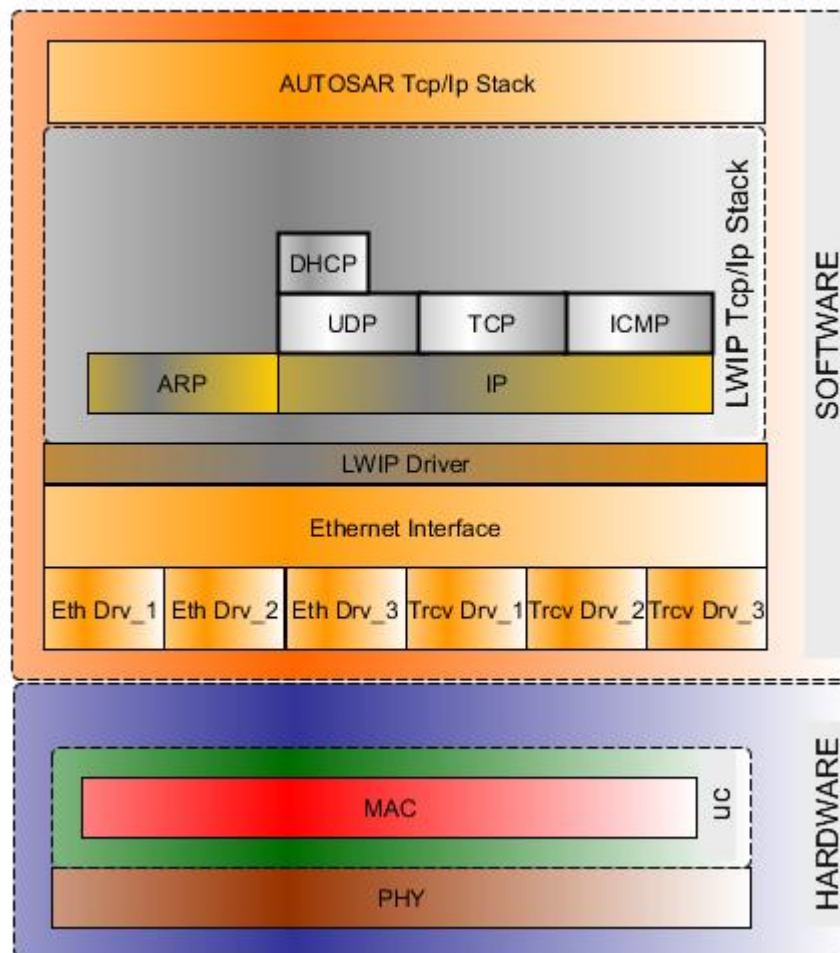 AUTOSAR Tcp/Ip Stack
LWIP Tcp/Ip Stack
DHCP
UDP
TCP
ICMP
ARP
IP
LWIP Driver
Ethernet Interface
Eth Drv_1
Eth Drv_2
Eth Drv_3
Trcv Drv_1
Trcv Drv_2
Trcv Drv_3
SOFTWARE
MAC
uc
PHY
HARDWARE